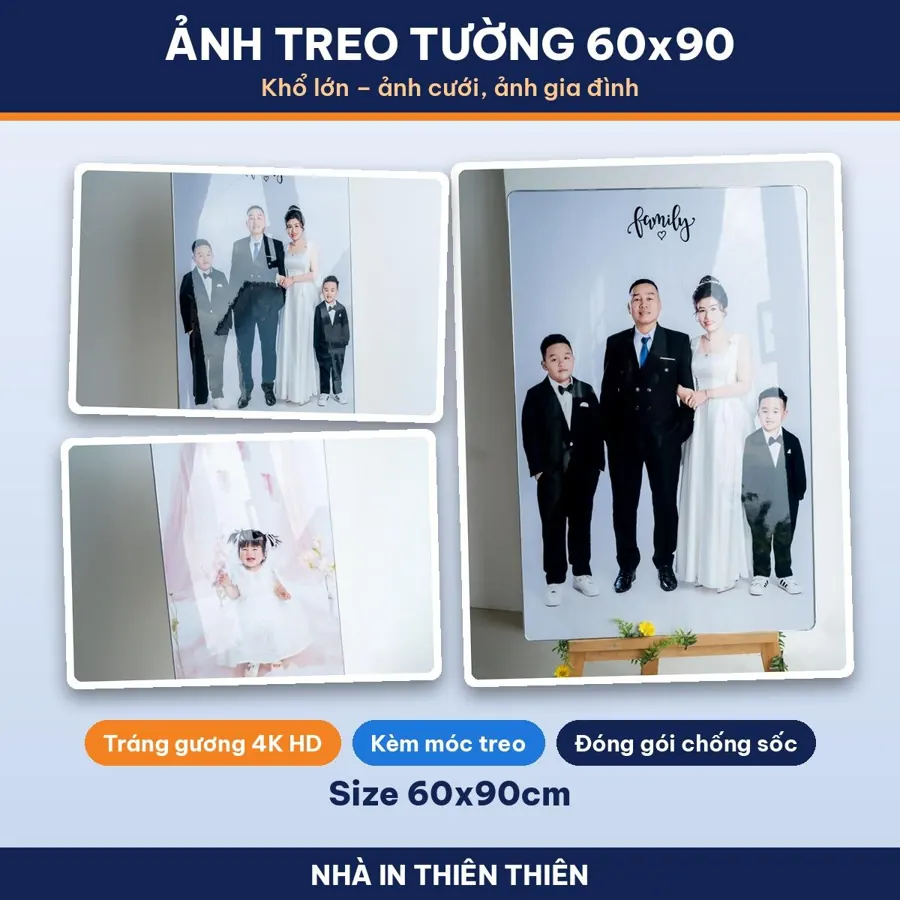 ẢNH TREO TƯỜNG 60x90
Khổ lớn – ảnh cưới, ảnh gia đình
family
Tráng gương 4K HD
Kèm móc treo
Đóng gói chống sốc
Size 60x90cm
NHÀ IN THIÊN THIÊN